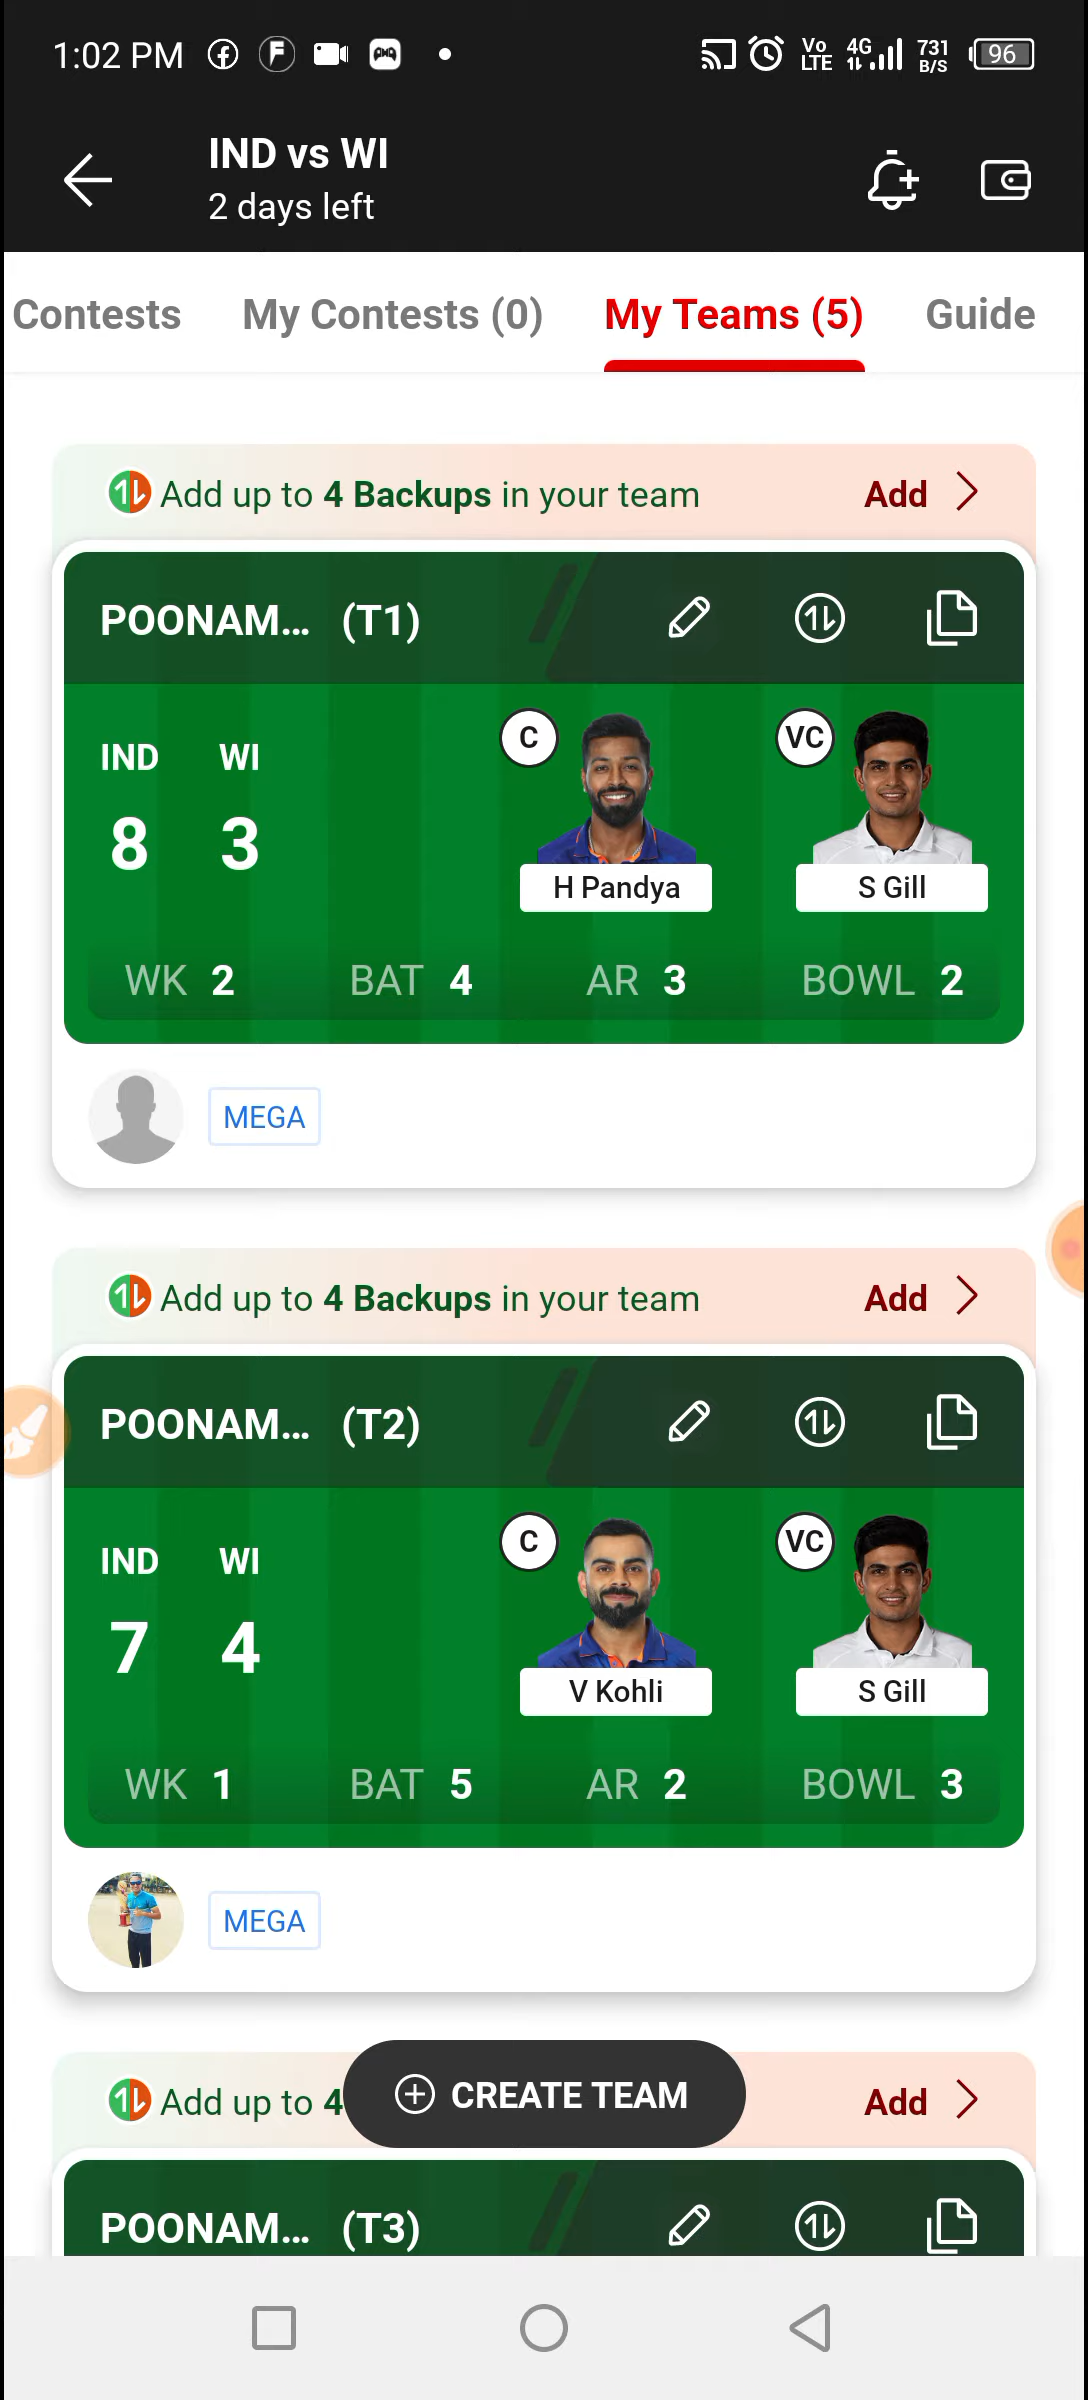 1:02 PM
Vo LTE 4G 731 B/S 96
IND vs WI
2 days left
Contests My Contests (0) My Teams (5) Guide
Add up to 4 Backups in your team Add
POONAM... (T1)
IND WI C VC
8 3
H Pandya S Gill
WK 2 BAT 4 AR 3 BOWL 2
MEGA
Add up to 4 Backups in your team Add
POONAM... (T2)
IND WI C VC
7 4
V Kohli S Gill
WK 1 BAT 5 AR 2 BOWL 3
MEGA
Add up to 4 Add
CREATE TEAM
POONAM... (T3)